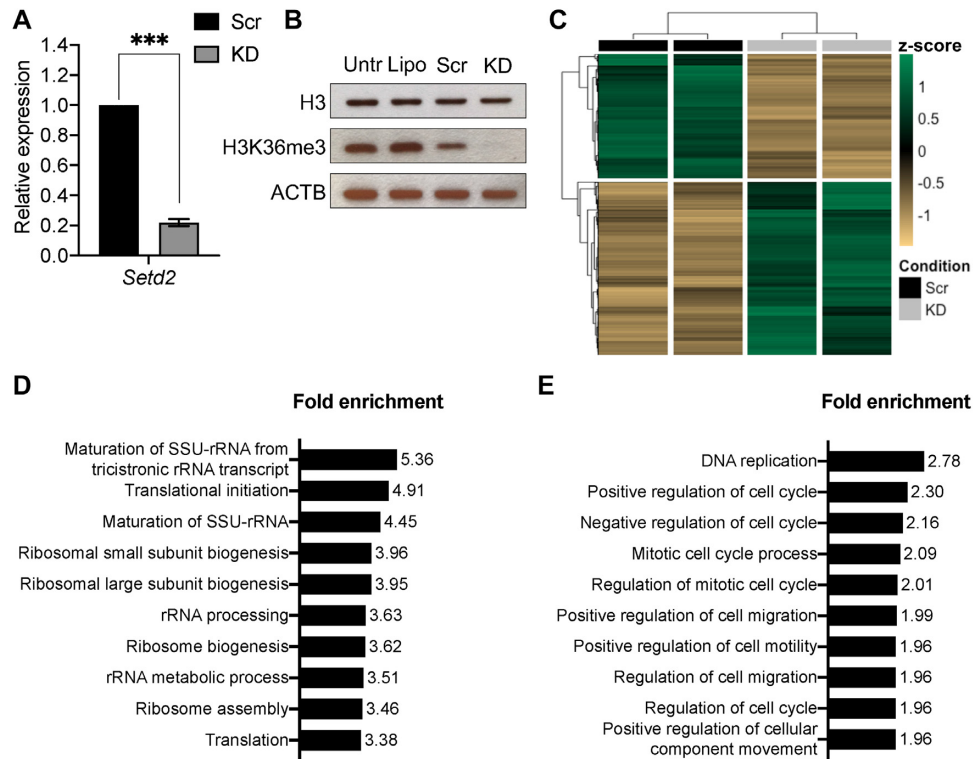 A
Scr
KD
***
Relative expression
1.4
1.2
1.0
0.8
0.6
0.4
0.2
0.0
Setd2
B
Untr Lipo Scr KD
H3
H3K36me3
ACTB
C
z-score
1
0.5
0
-0.5
-1
Condition
Scr
KD
D
Fold enrichment
Maturation of SSU-rRNA from
tricistronic rRNA transcript
5.36
Translational initiation 4.91
Maturation of SSU-rRNA 4.45
Ribosomal small subunit biogenesis 3.96
Ribosomal large subunit biogenesis 3.95
rRNA processing 3.63
Ribosome biogenesis 3.62
rRNA metabolic process 3.51
Ribosome assembly 3.46
Translation 3.38
E
Fold enrichment
DNA replication 2.78
Positive regulation of cell cycle 2.30
Negative regulation of cell cycle 2.16
Mitotic cell cycle process 2.09
Regulation of mitotic cell cycle 2.01
Positive regulation of cell migration 1.99
Positive regulation of cell motility 1.96
Regulation of cell migration 1.96
Regulation of cell cycle 1.96
Positive regulation of cellular
component movement
1.96